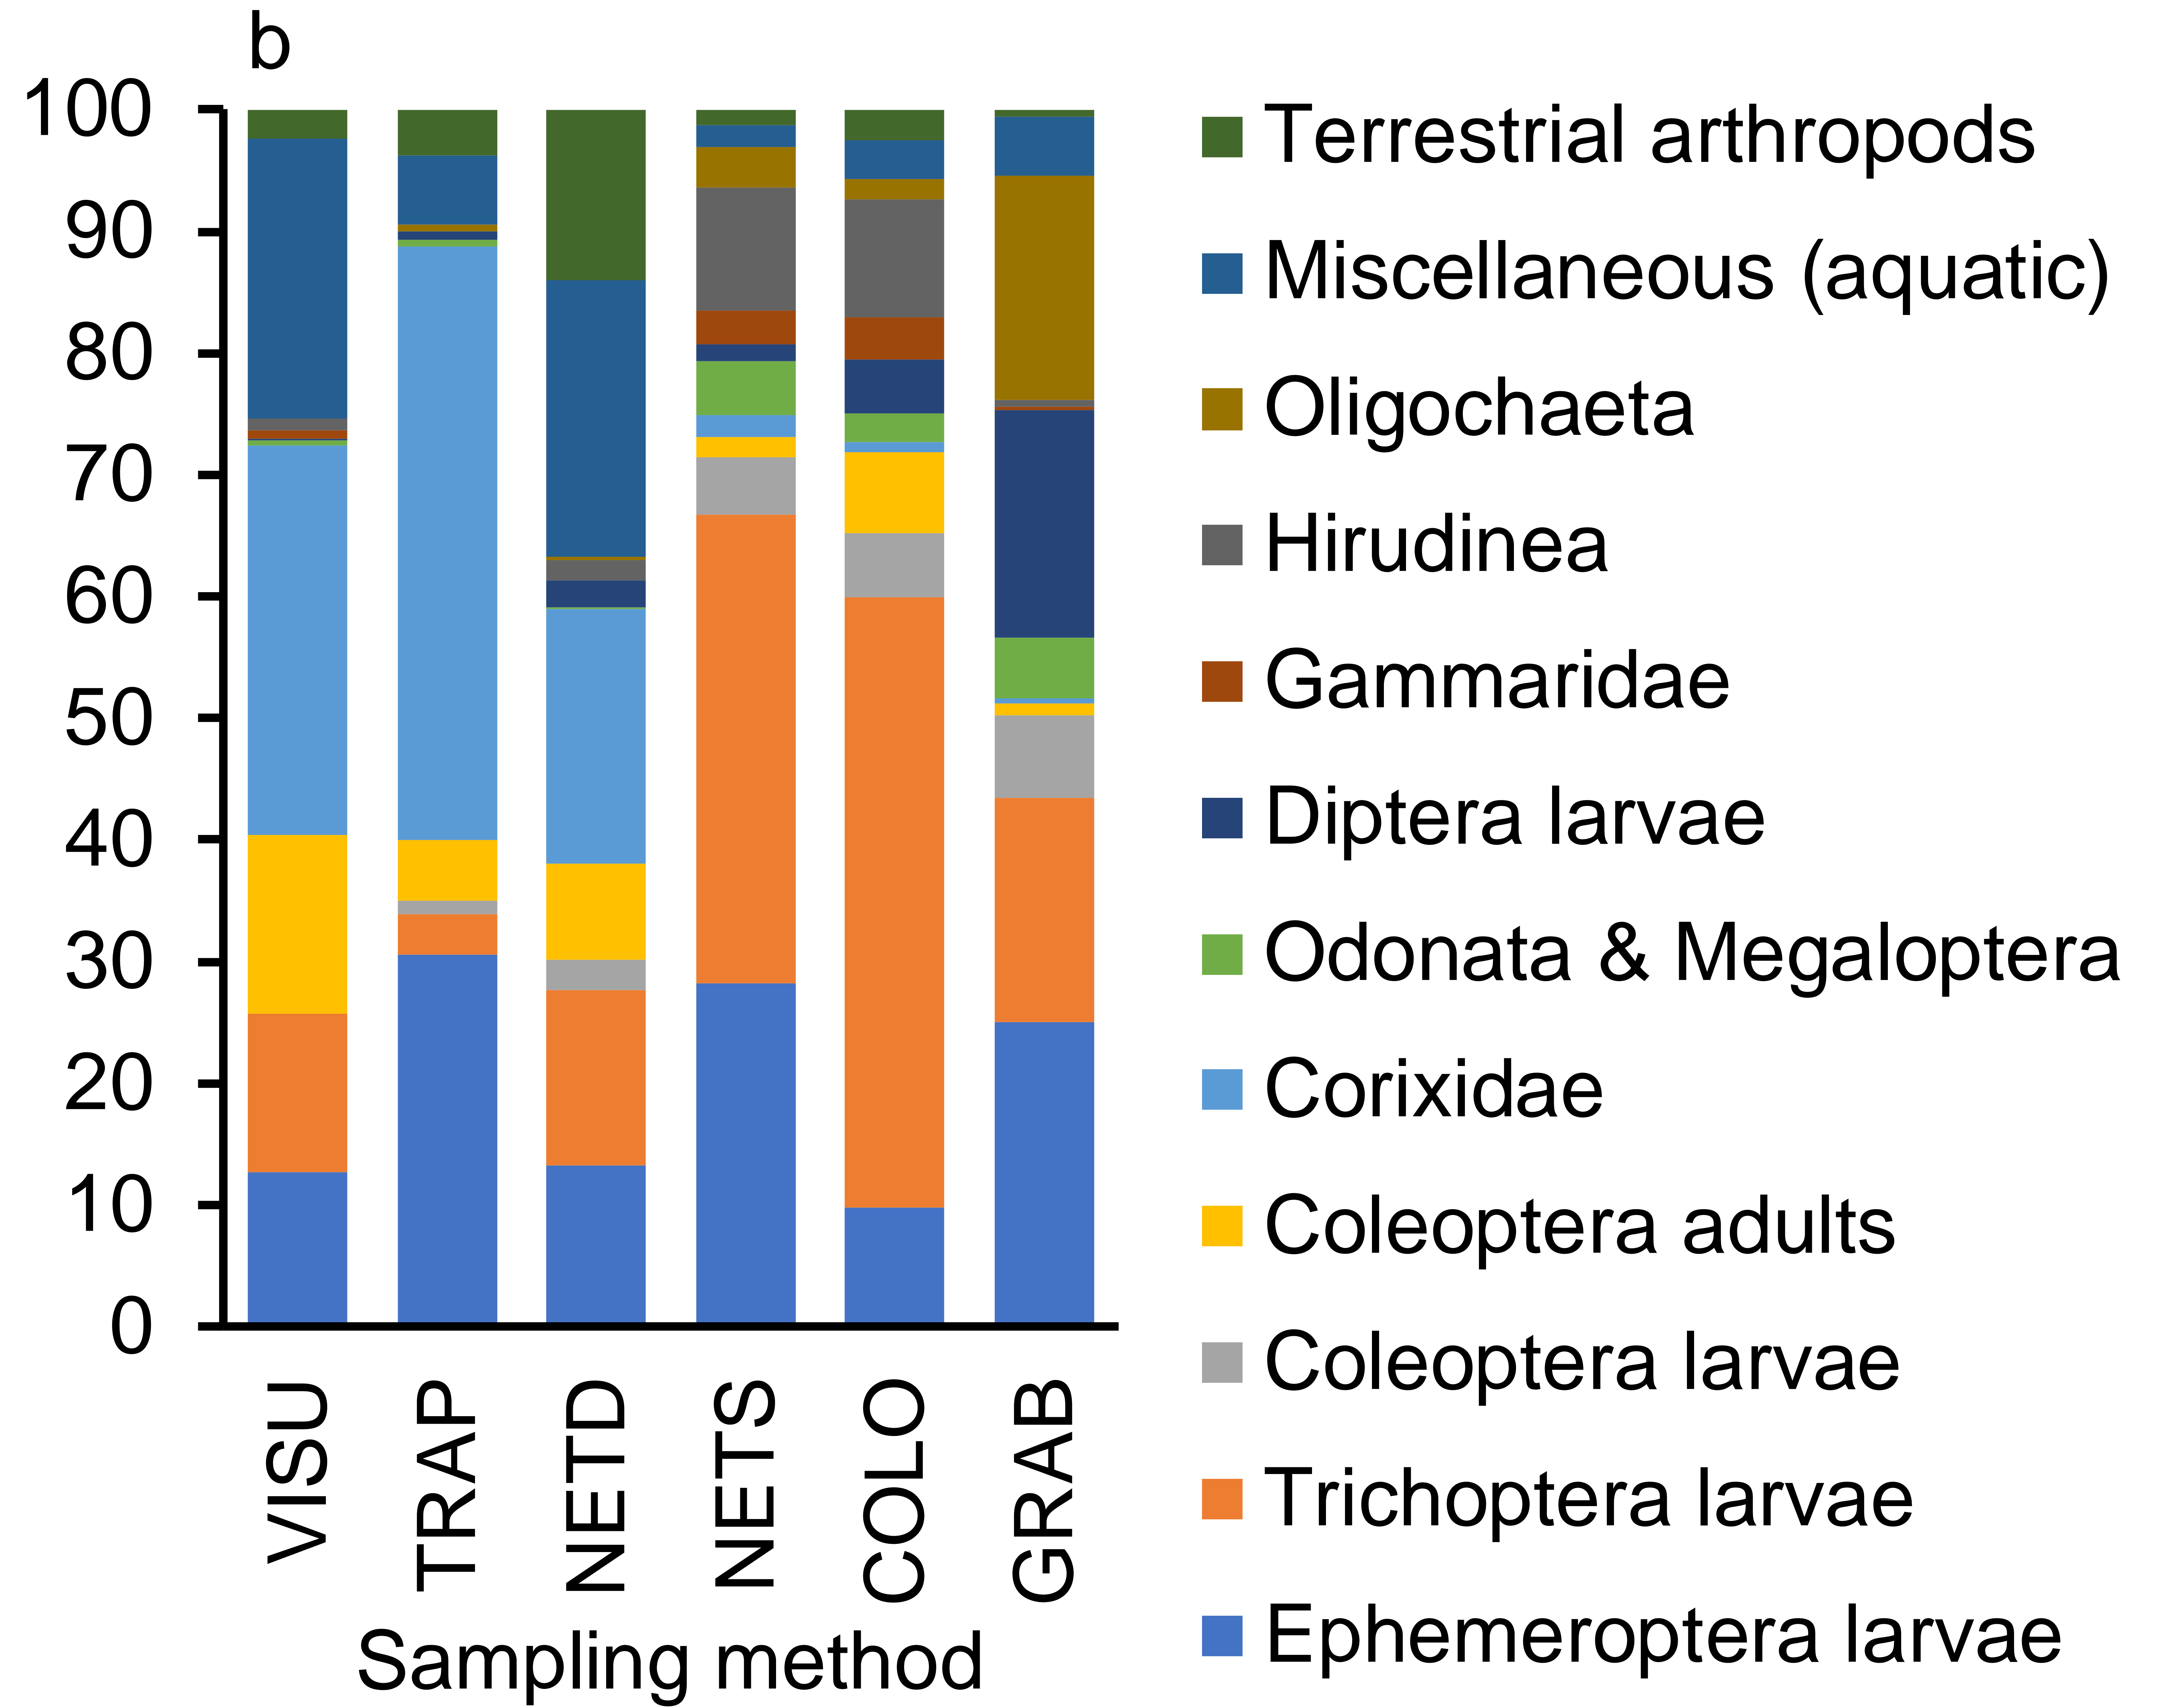 b
100
90
80
70
60
50
40
30
20
10
0
VISU
TRAP
NETD
NETS
COLO
GRAB
Sampling method
Terrestrial arthropods
Miscellaneous (aquatic)
Oligochaeta
Hirudinea
Gammaridae
Diptera larvae
Odonata & Megaloptera
Corixidae
Coleoptera adults
Coleoptera larvae
Trichoptera larvae
Ephemeroptera larvae